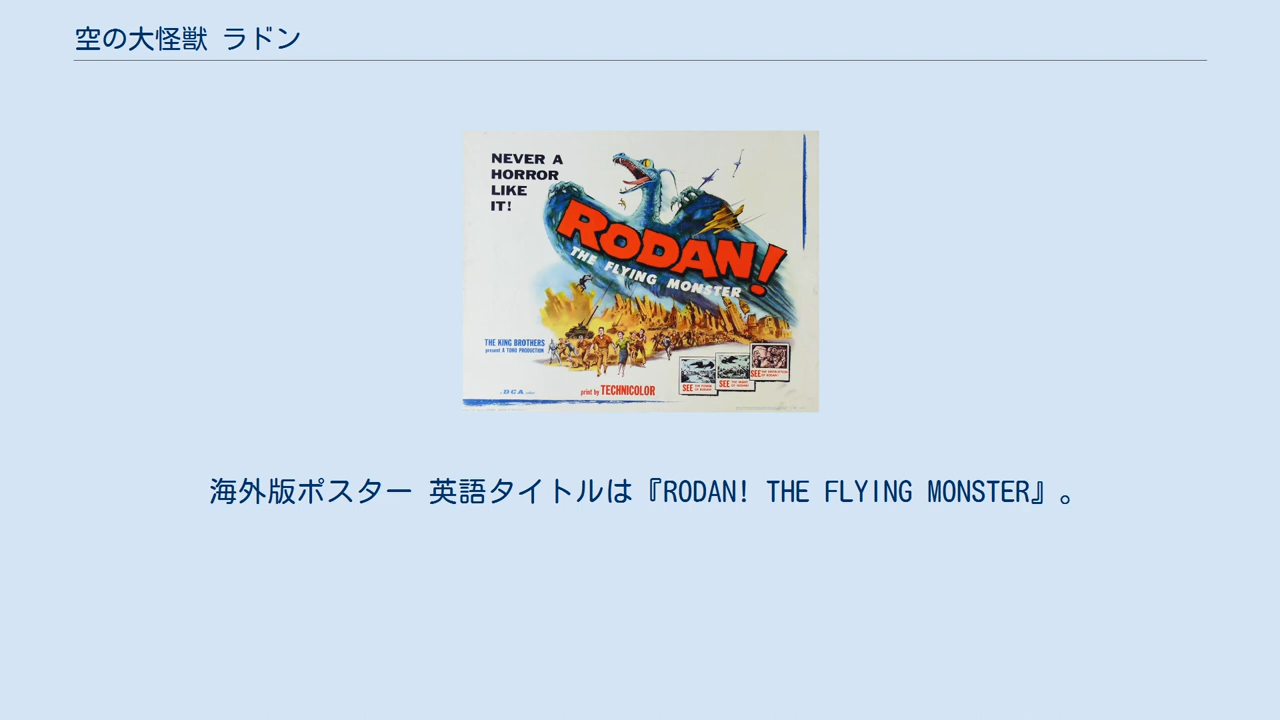 空の大怪獣 ラドン
NEVER A
HORROR
LIKE
IT!
RODAN!
THE FLYING MONSTER
THE KING BROTHERS
present A TOHO PRODUCTION
DCA
print by TECHNICOLOR
SEE
SEE
SEE
海外版ポスター 英語タイトルは『RODAN! THE FLYING MONSTER』。